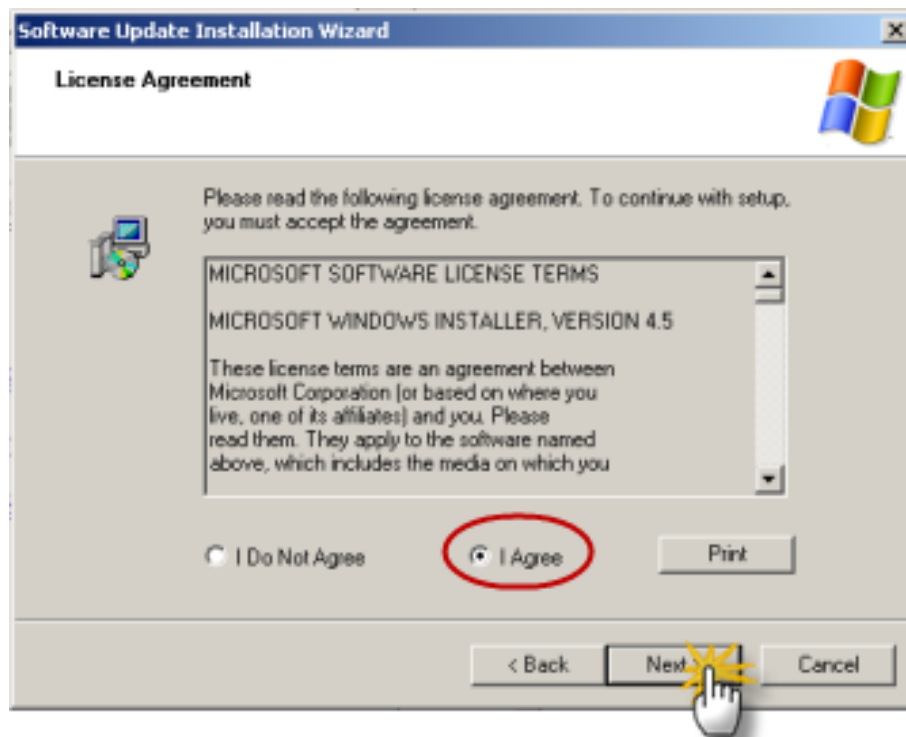 Software Update Installation Wizard
License Agreement
Please read the following license agreement. To continue with setup,
you must accept the agreement.
MICROSOFT SOFTWARE LICENSE TERMS
MICROSOFT WINDOWS INSTALLER, VERSION 4.5
These license terms are an agreement between
Microsoft Corporation (or based on where you
live, one of its affiliates) and you. Please
read them. They apply to the software named
above, which includes the media on which you
I Do Not Agree
I Agree
Print
< Back
Next
Cancel